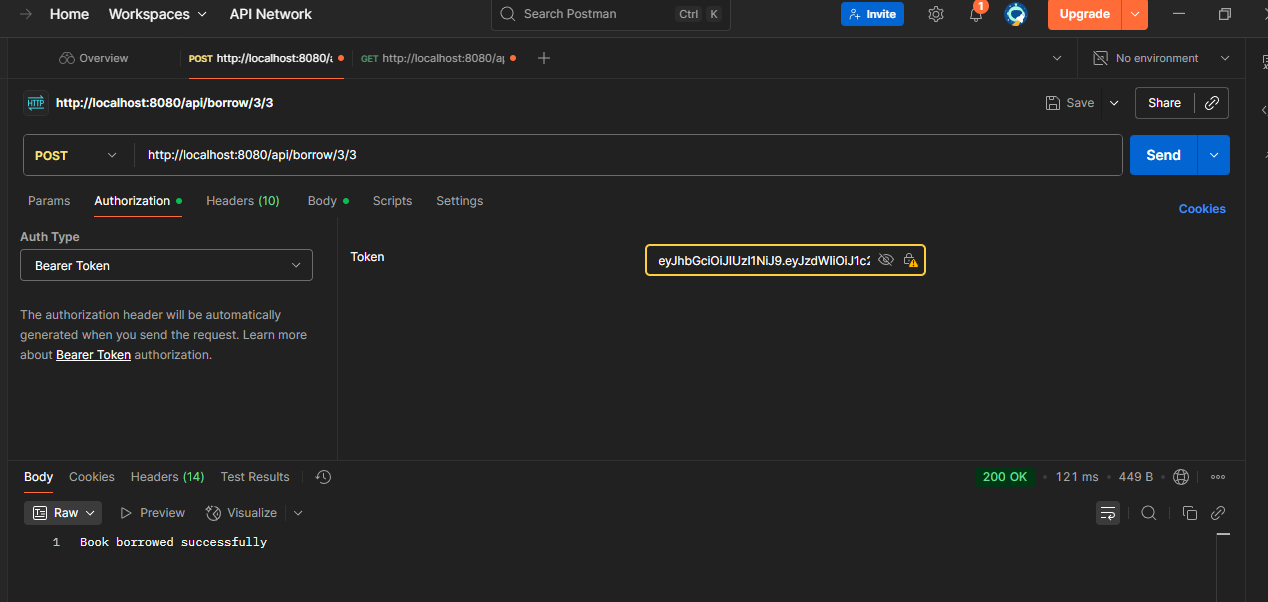 Home Workspaces API Network Search Postman Ctrl K Invite 1 Upgrade
Overview POST http://localhost:8080/a GET http://localhost:8080/a No environment
HTTP http://localhost:8080/api/borrow/3/3 Save Share
POST http://localhost:8080/api/borrow/3/3 Send
Params Authorization Headers (10) Body Scripts Settings Cookies
Auth Type
Bearer Token
Token
The authorization header will be automatically
generated when you send the request. Learn more
about Bearer Token authorization.
Body Cookies Headers (14) Test Results 200 OK 121 ms 449 B
Raw Preview Visualize
1 Book borrowed successfully